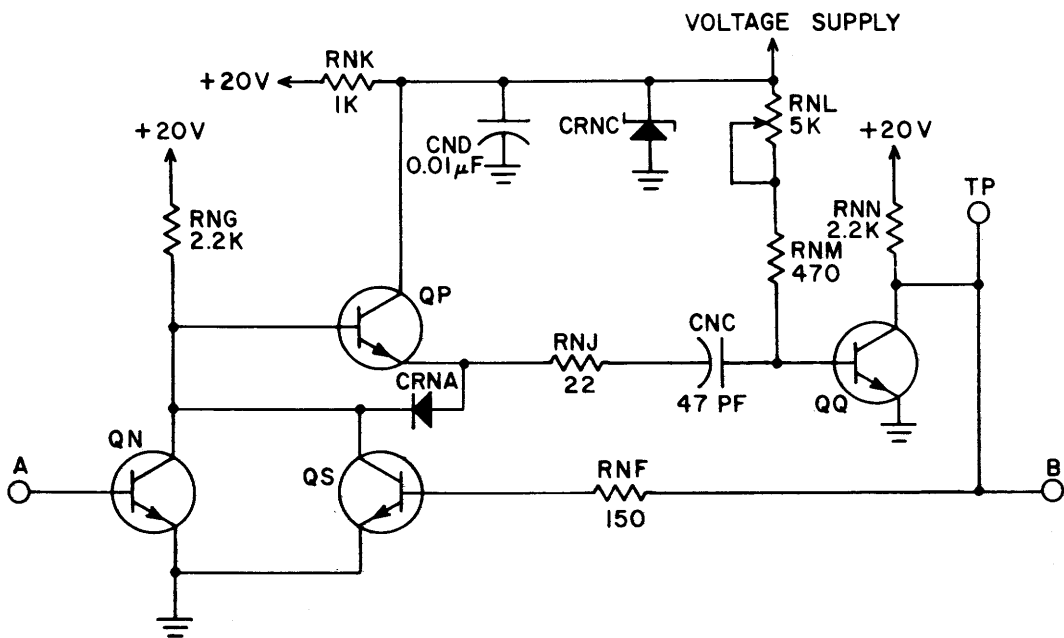 VOLTAGE SUPPLY
RNK
+20V
1K
RNL
5K
CRNC
CND
0.01μF
+20V
+20V
TP
RNG
2.2K
RNN
2.2K
RNM
470
QP
CNC
RNJ
22
47 PF
QQ
CRNA
QN
A
QS
RNF
150
B